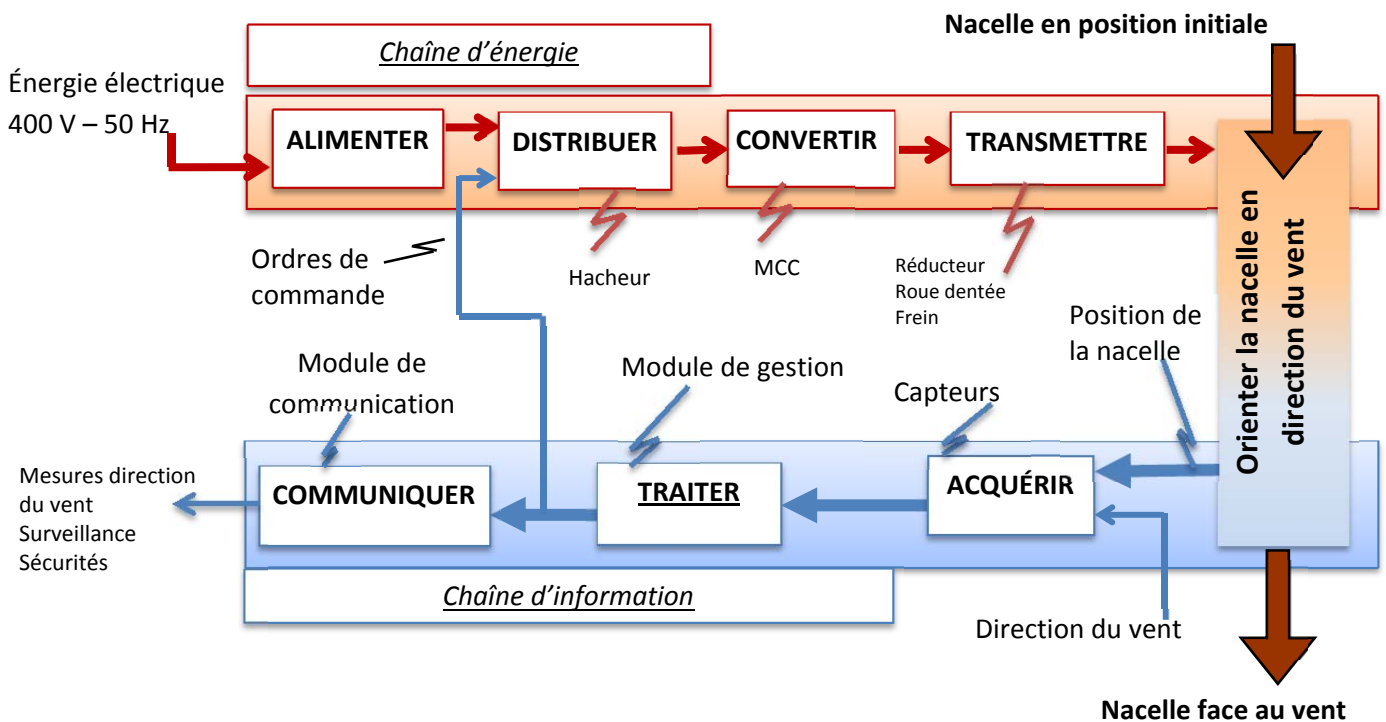 Nacelle en position initiale
Chaîne d’énergie
Énergie électrique
400 V – 50 Hz
ALIMENTER
DISTRIBUER
CONVERTIR
TRANSMETTRE
Orienter la nacelle en
direction du vent
Ordres de
commande
Hacheur
MCC
Réducteur
Roue dentée
Frein
Position de
la nacelle
Module de
communication
Module de gestion
Capteurs
Mesures direction
du vent
Surveillance
Sécurités
COMMUNIQUER
TRAITER
ACQUÉRIR
Chaîne d’information
Direction du vent
Nacelle face au vent